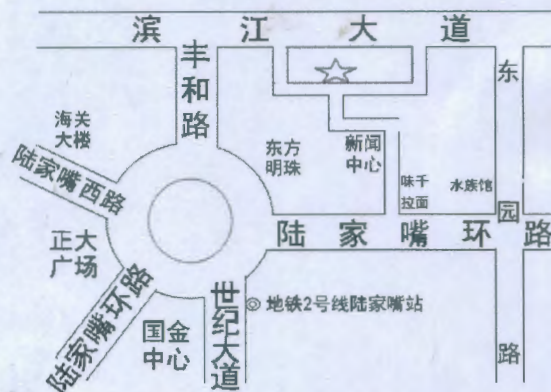 滨江大道
丰和路
东园路
海关
大楼
东方
明珠
新闻
中心
陆家嘴西路
味千
拉面
水族馆
正大
广场
陆家嘴环路
陆家嘴环路
世纪大道
◎ 地铁2号线陆家嘴站
国金
中心